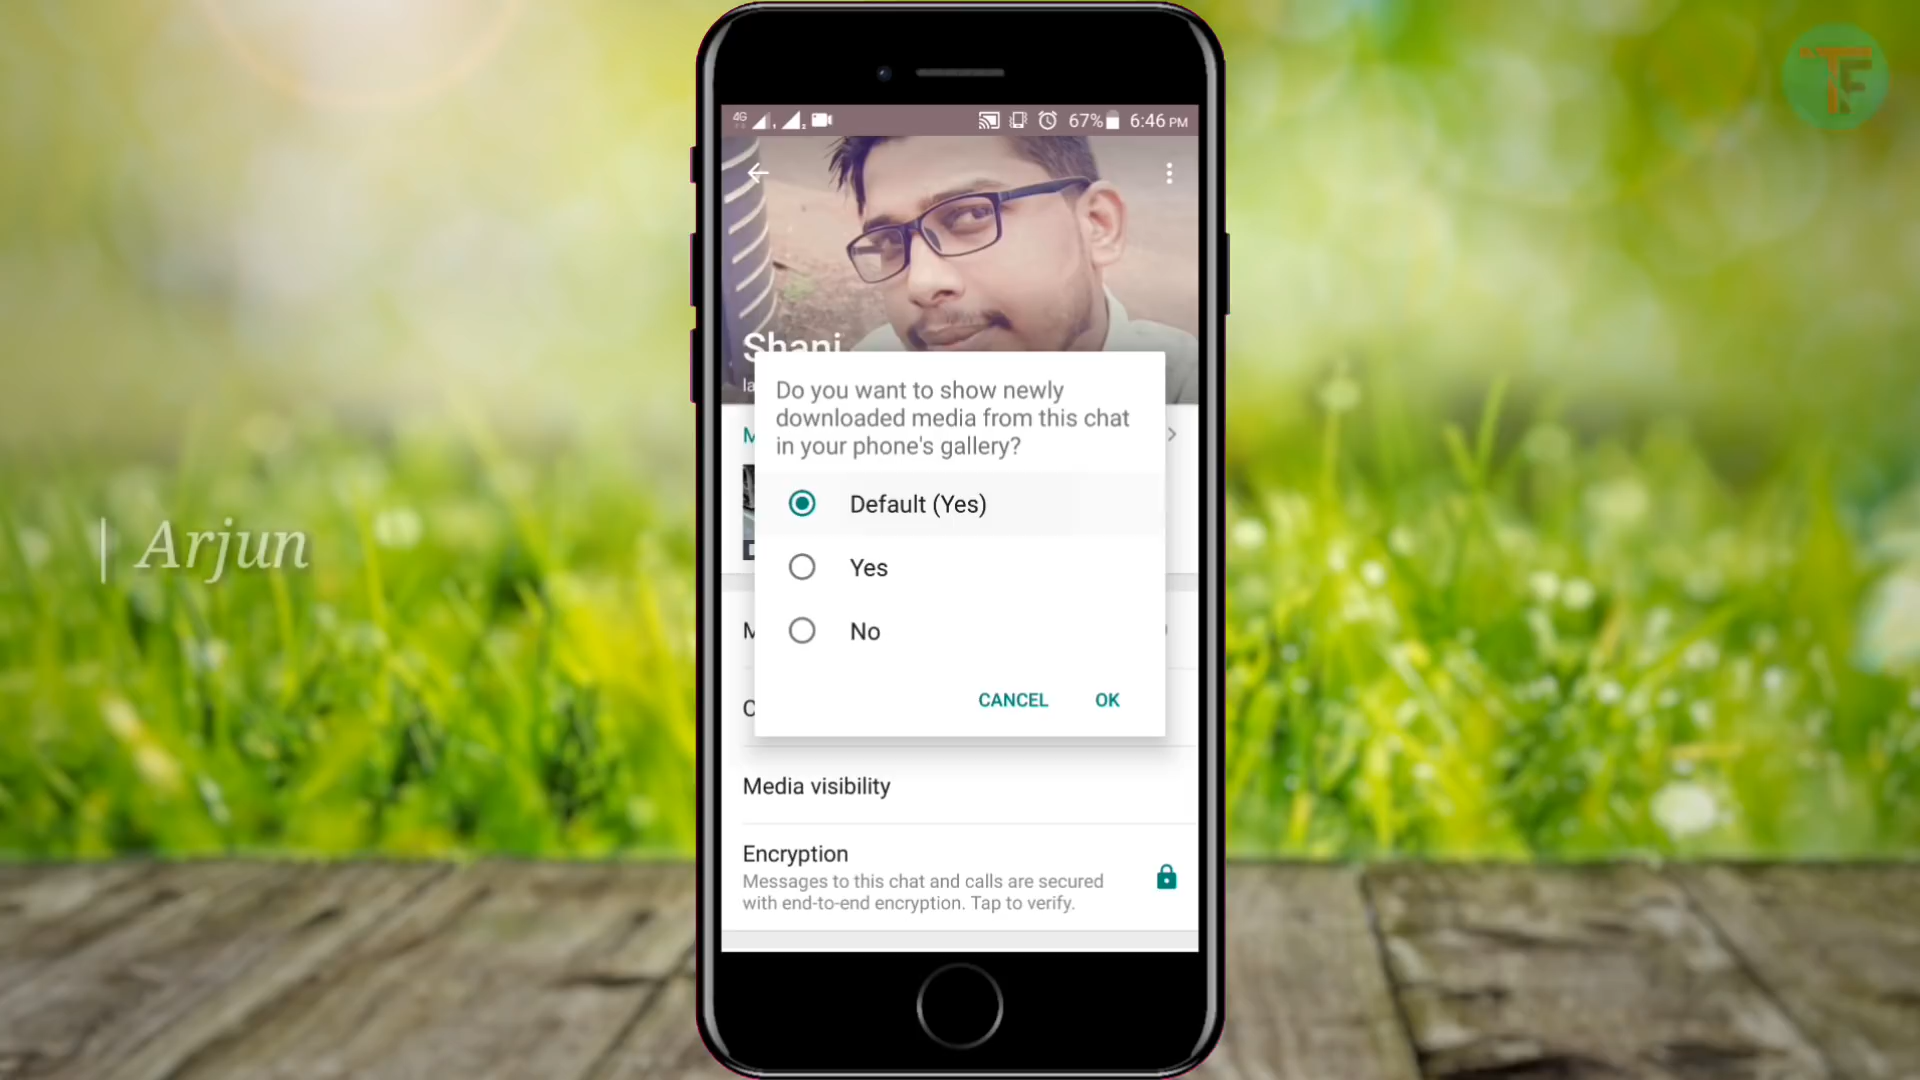 TF
4G
67%
6:46 PM
Shani
la
Do you want to show newly
downloaded media from this chat
in your phone's gallery?
M
Default (Yes)
| Arjun
Yes
No
M
CANCEL OK
C
Media visibility
Encryption
Messages to this chat and calls are secured
with end-to-end encryption. Tap to verify.